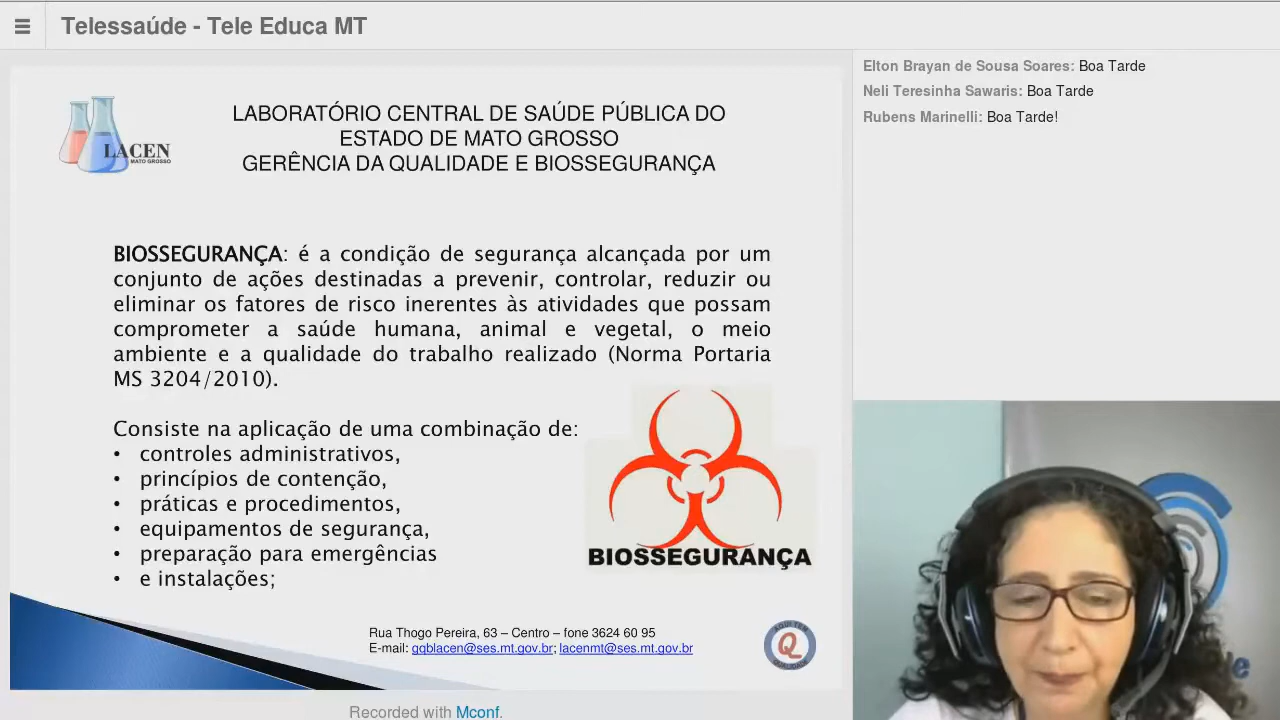 Telessaúde - Tele Educa MT
LACEN
MATO GROSSO
LABORATÓRIO CENTRAL DE SAÚDE PÚBLICA DO
ESTADO DE MATO GROSSO
GERÊNCIA DA QUALIDADE E BIOSSEGURANÇA
BIOSSEGURANÇA: é a condição de segurança alcançada por um
conjunto de ações destinadas a prevenir, controlar, reduzir ou
eliminar os fatores de risco inerentes às atividades que possam
comprometer a saúde humana, animal e vegetal, o meio
ambiente e a qualidade do trabalho realizado (Norma Portaria
MS 3204/2010).
Consiste na aplicação de uma combinação de:
• controles administrativos,
• princípios de contenção,
• práticas e procedimentos,
• equipamentos de segurança,
• preparação para emergências
• e instalações;
BIOSSEGURANÇA
Rua Thogo Pereira, 63 – Centro – fone 3624 60 95
E-mail: gqblacen@ses.mt.gov.br; lacenmt@ses.mt.gov.br
AQUI TEM
Q
QUALIDADE
Recorded with Mconf.
Elton Brayan de Sousa Soares: Boa Tarde
Neli Teresinha Sawaris: Boa Tarde
Rubens Marinelli: Boa Tarde!